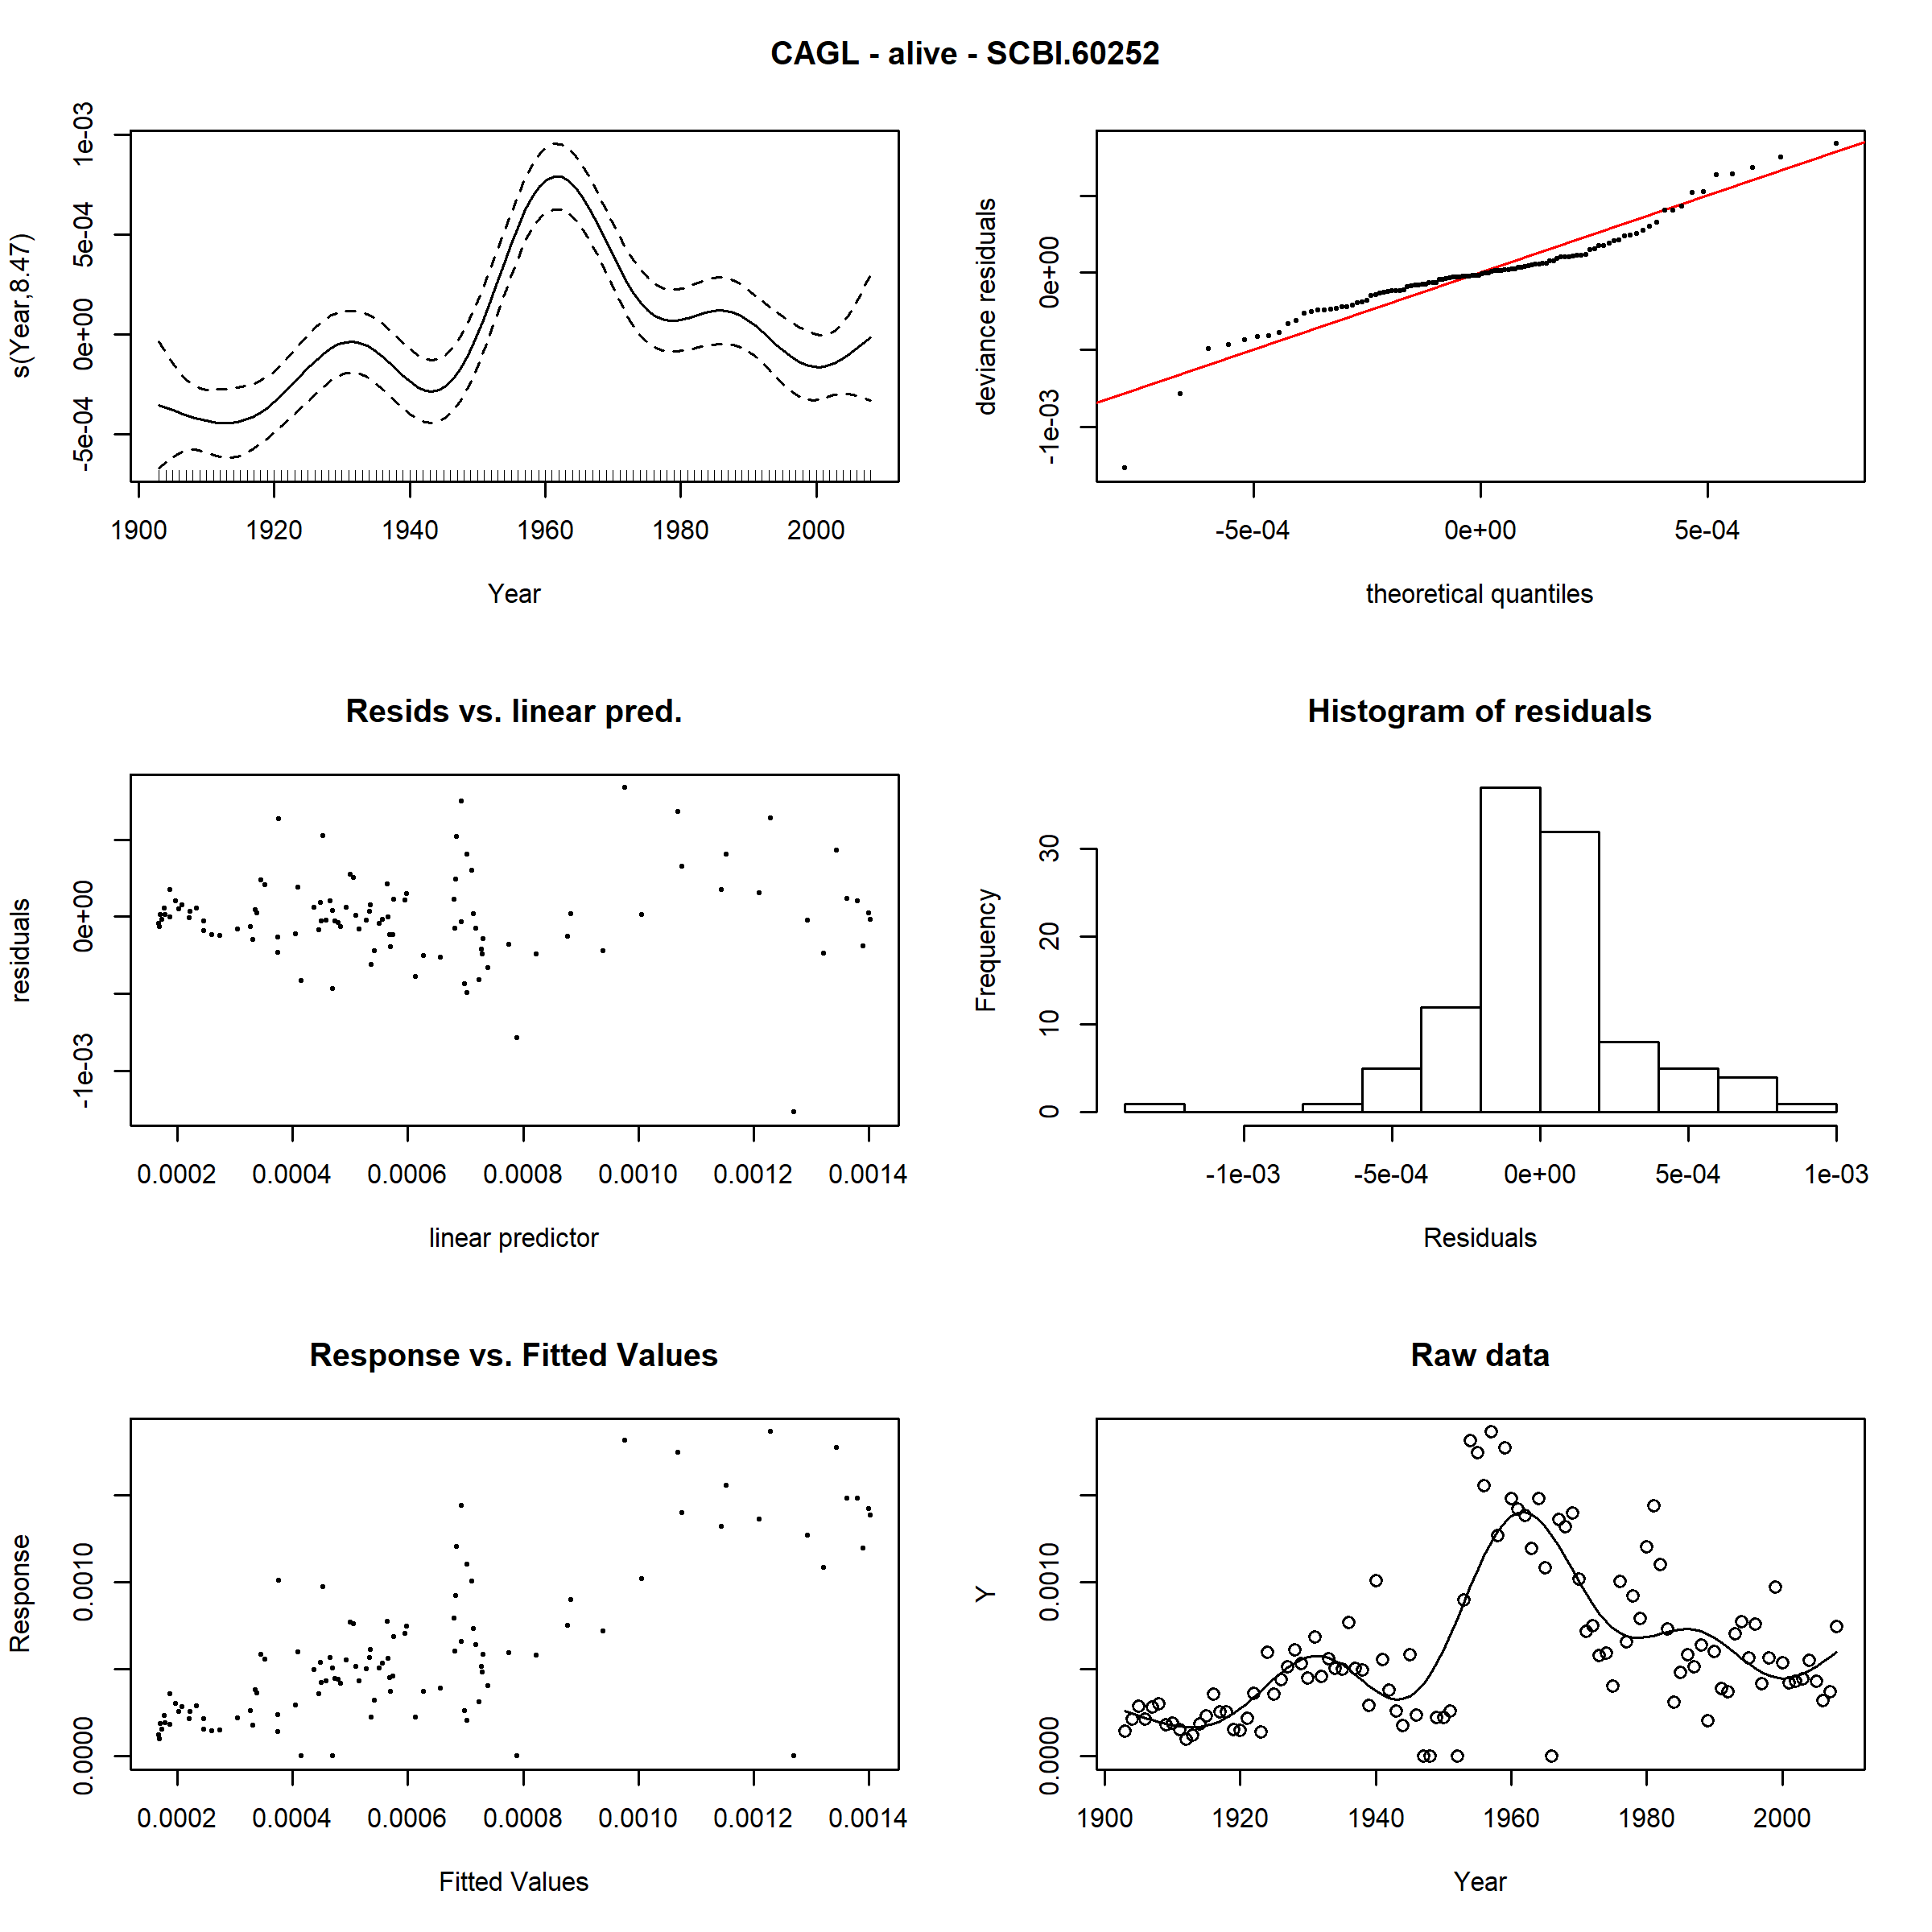 CAGL - alive - SCBI.60252
s(Year,8.47)
-5e-04 0e+00 5e-04 1e-03
1900 1920 1940 1960 1980 2000
Year
deviance residuals
-1e-03 0e+00
-5e-04 0e+00 5e-04
theoretical quantiles
Resids vs. linear pred.
residuals
-1e-03 0e+00
0.0002 0.0004 0.0006 0.0008 0.0010 0.0012 0.0014
linear predictor
Histogram of residuals
Frequency
0 10 20 30
-1e-03 -5e-04 0e+00 5e-04 1e-03
Residuals
Response vs. Fitted Values
Response
0.0000 0.0010
0.0002 0.0004 0.0006 0.0008 0.0010 0.0012 0.0014
Fitted Values
Raw data
Y
0.0000 0.0010
1900 1920 1940 1960 1980 2000
Year